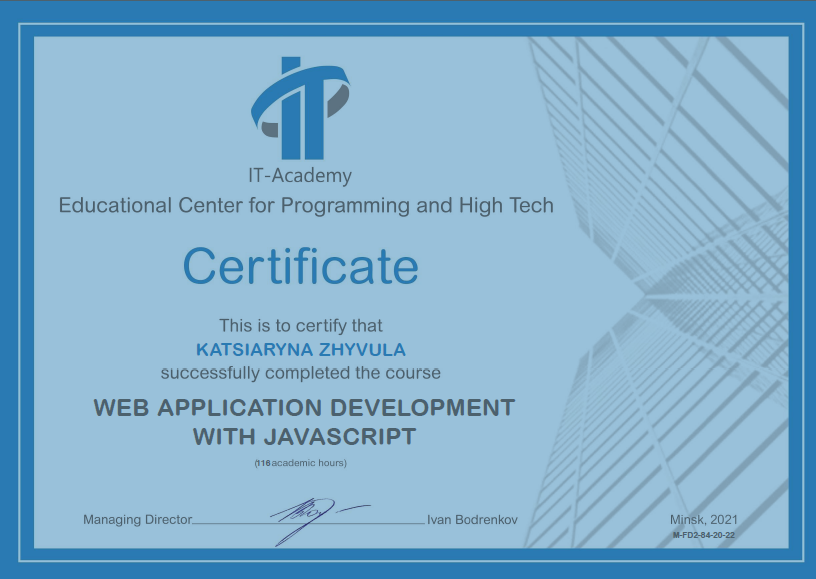 IT-Academy
Educational Center for Programming and High Tech
Certificate
This is to certify that
KATSIARYNA ZHYVULA
successfully completed the course
WEB APPLICATION DEVELOPMENT
WITH JAVASCRIPT
(116 academic hours)
Managing Director Ivan Bodrenkov
Minsk, 2021
M-FD2-84-20-22